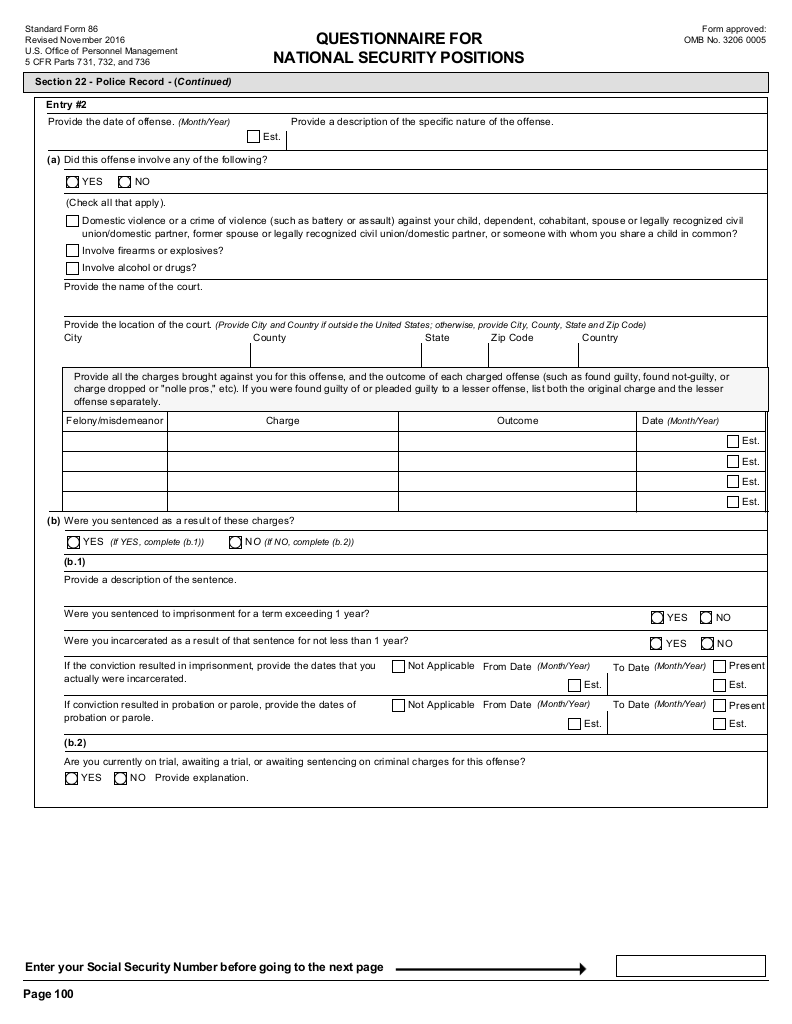 Standard Form 86
Revised November 2016
U.S. Office of Personnel Management
5 CFR Parts 731, 732, and 736
QUESTIONNAIRE FOR
NATIONAL SECURITY POSITIONS
Form approved:
OMB No. 3206 0005
Section 22 - Police Record - (Continued)
Entry #2
Provide the date of offense. (Month/Year)
Est.
Provide a description of the specific nature of the offense.
(a) Did this offense involve any of the following?
YES NO
(Check all that apply).
Domestic violence or a crime of violence (such as battery or assault) against your child, dependent, cohabitant, spouse or legally recognized civil
union/domestic partner, former spouse or legally recognized civil union/domestic partner, or someone with whom you share a child in common?
Involve firearms or explosives?
Involve alcohol or drugs?
Provide the name of the court.
Provide the location of the court. (Provide City and Country if outside the United States; otherwise, provide City, County, State and Zip Code)
City County State Zip Code Country
Provide all the charges brought against you for this offense, and the outcome of each charged offense (such as found guilty, found not-guilty, or
charge dropped or "nolle pros," etc). If you were found guilty of or pleaded guilty to a lesser offense, list both the original charge and the lesser
offense separately.
Felony/misdemeanor Charge Outcome Date (Month/Year)
Est.
Est.
Est.
Est.
(b) Were you sentenced as a result of these charges?
YES (If YES, complete (b.1)) NO (If NO, complete (b.2))
(b.1)
Provide a description of the sentence.
Were you sentenced to imprisonment for a term exceeding 1 year? YES NO
Were you incarcerated as a result of that sentence for not less than 1 year? YES NO
If the conviction resulted in imprisonment, provide the dates that you
actually were incarcerated.
Not Applicable From Date (Month/Year) To Date (Month/Year) Present
Est. Est.
If conviction resulted in probation or parole, provide the dates of
probation or parole.
Not Applicable From Date (Month/Year) To Date (Month/Year) Present
Est. Est.
(b.2)
Are you currently on trial, awaiting a trial, or awaiting sentencing on criminal charges for this offense?
YES NO Provide explanation.
Enter your Social Security Number before going to the next page
Page 100